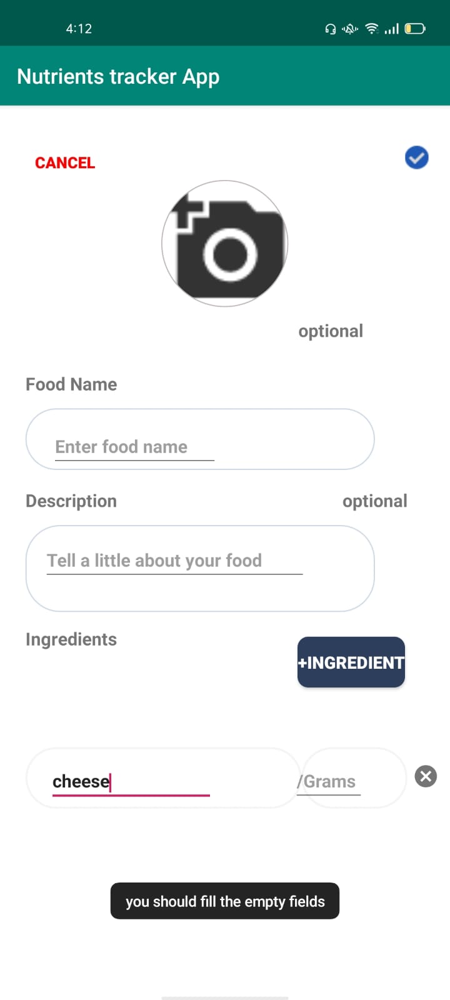 4:12
Nutrients tracker App
CANCEL
optional
Food Name
Enter food name
Description optional
Tell a little about your food
Ingredients
+INGREDIENT
cheese /Grams
you should fill the empty fields